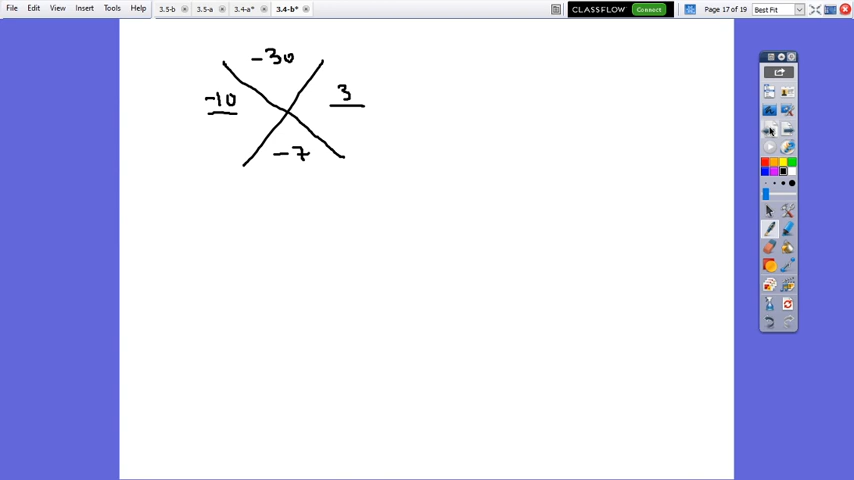 File Edit View Insert Tools Help 3.5-b 3.5-a 3.4-a* 3.4-b* CLASSFLOW Connect Page 17 of 19 Best Fit
-30
-10 3
-7